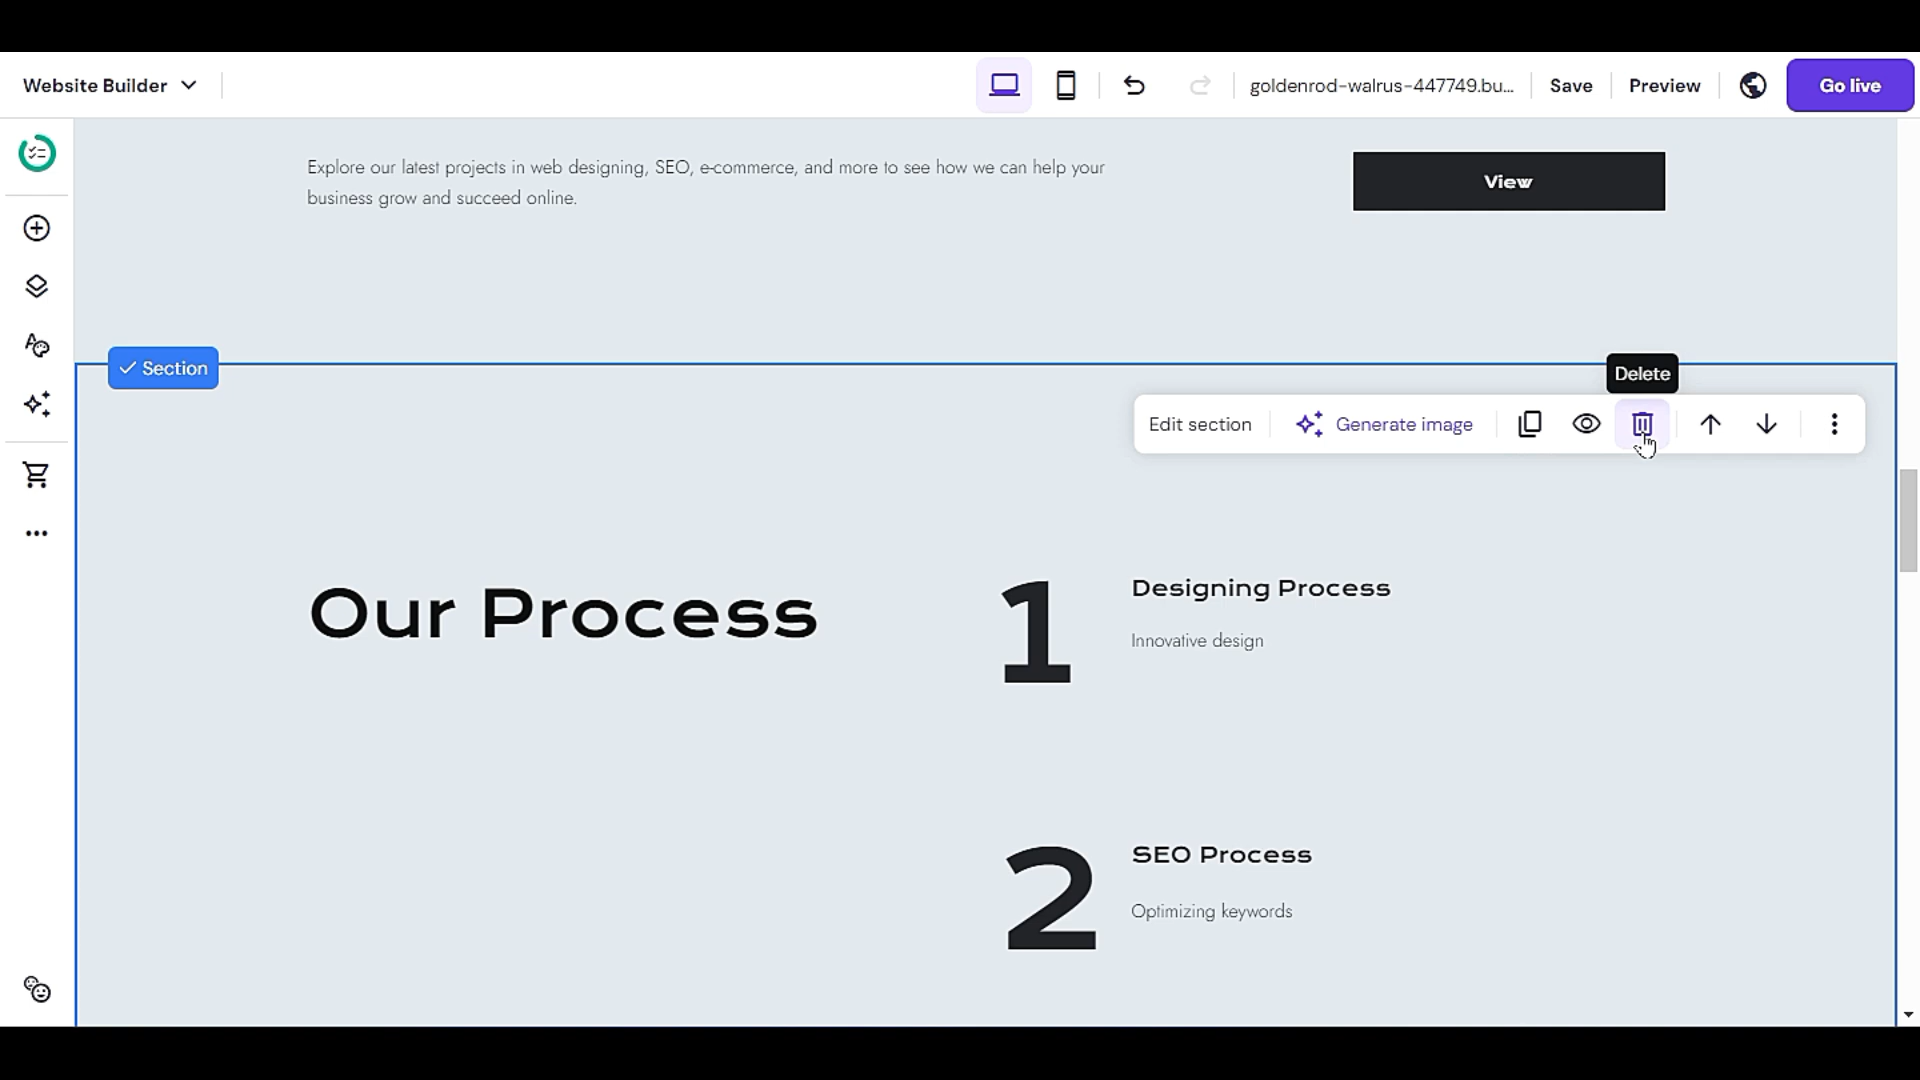 Website Builder
goldenrod-walrus-447749.bu...
Save
Preview
Go live
Explore our latest projects in web designing, SEO, e-commerce, and more to see how we can help your
business grow and succeed online.
View
Section
Delete
Edit section
Generate image
Our Process
1
Designing Process
Innovative design
2
SEO Process
Optimizing keywords